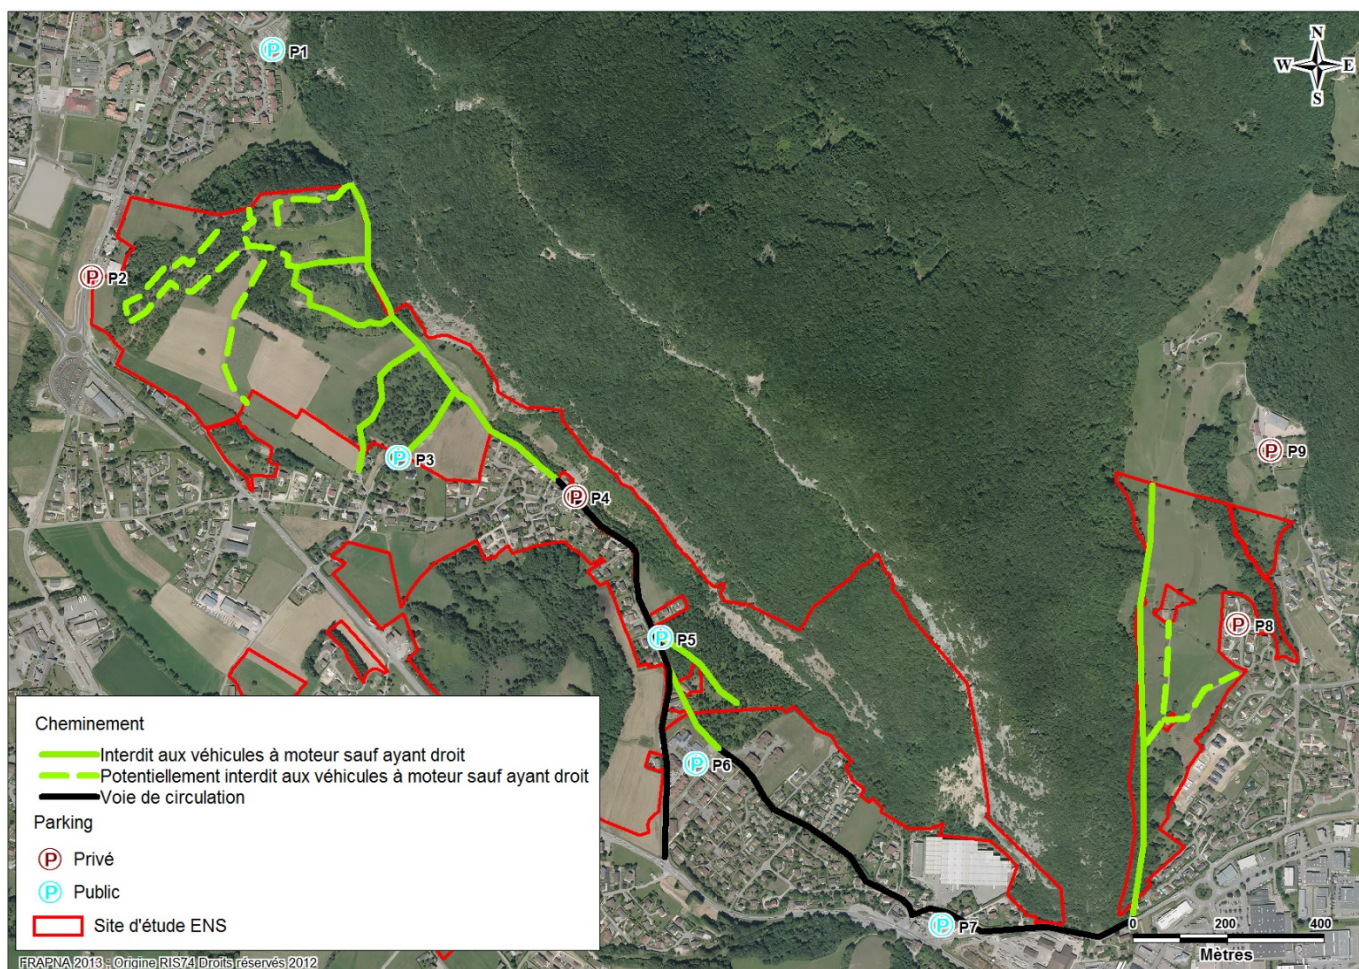 P1
N
W E
S
P2
P3
P4
P9
P8
P5
P6
P7
Cheminement
Interdit aux véhicules à moteur sauf ayant droit
Potentiellement interdit aux véhicules à moteur sauf ayant droit
Voie de circulation
Parking
P Privé
P Public
Site d'étude ENS
0 200 400
Mètres
FRAPNA 2013 - Origine RIS74 Droits réservés 2012